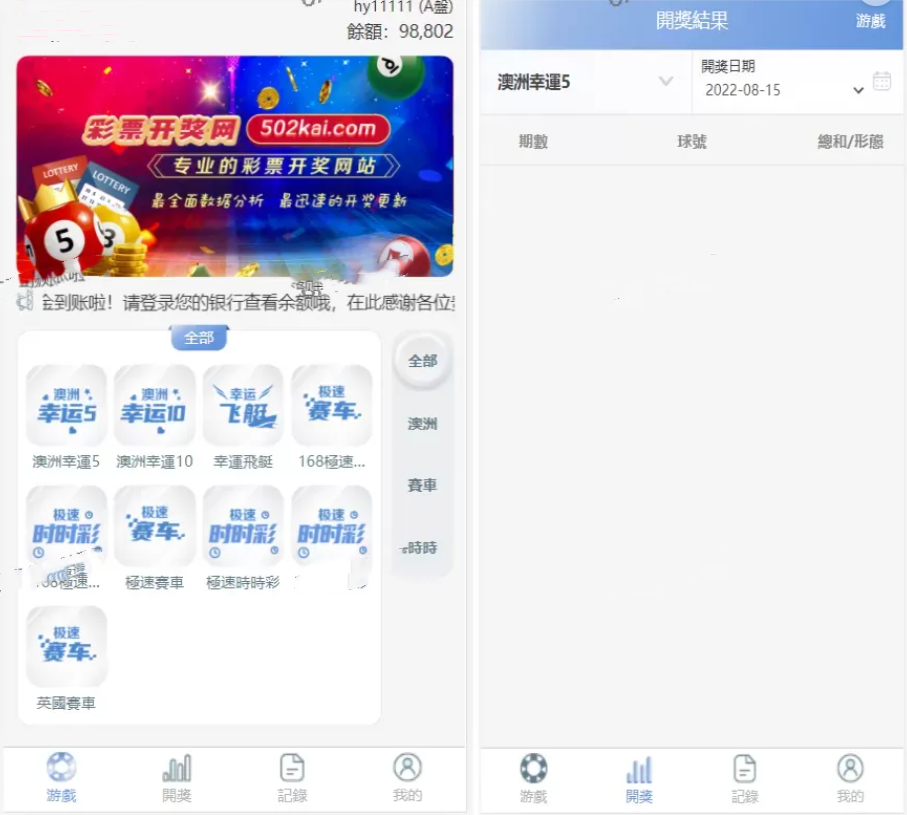 hy11111 (A盤)
餘額：98,802
彩票开奖网 502kai.com
专业的彩票开奖网站
最全面数据分析 最迅速的开奖更新
LOTTERY
LOTTERY
5
3
金到账啦！请登录您的银行查看余额哦，在此感谢各位
全部
澳洲
幸运5
澳洲
幸运10
幸运
飞艇
极速
赛车
澳洲幸運5
澳洲幸運10
幸運飛艇
168極速...
极速
时时彩
极速
赛车
极速
时时彩
极速
时时彩
極速...
極速賽車
極速時時彩
极速
赛车
英國賽車
全部
澳洲
賽車
時時
游戲
開獎
記錄
我的
開獎結果
游戲
澳洲幸運5
開獎日期
2022-08-15
期數
球號
總和/形態
游戲
開獎
記錄
我的